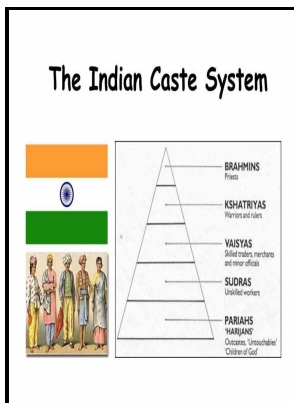 The Indian Caste System
BRAHMINS
Priests
KSHATRIYAS
Warriors and rulers
VAISYAS
Skilled traders, merchants
and minor officials
SUDRAS
Unskilled workers
PARIAHS
'HARIJANS'
Outcastes, 'Untouchables'
'Children of God'